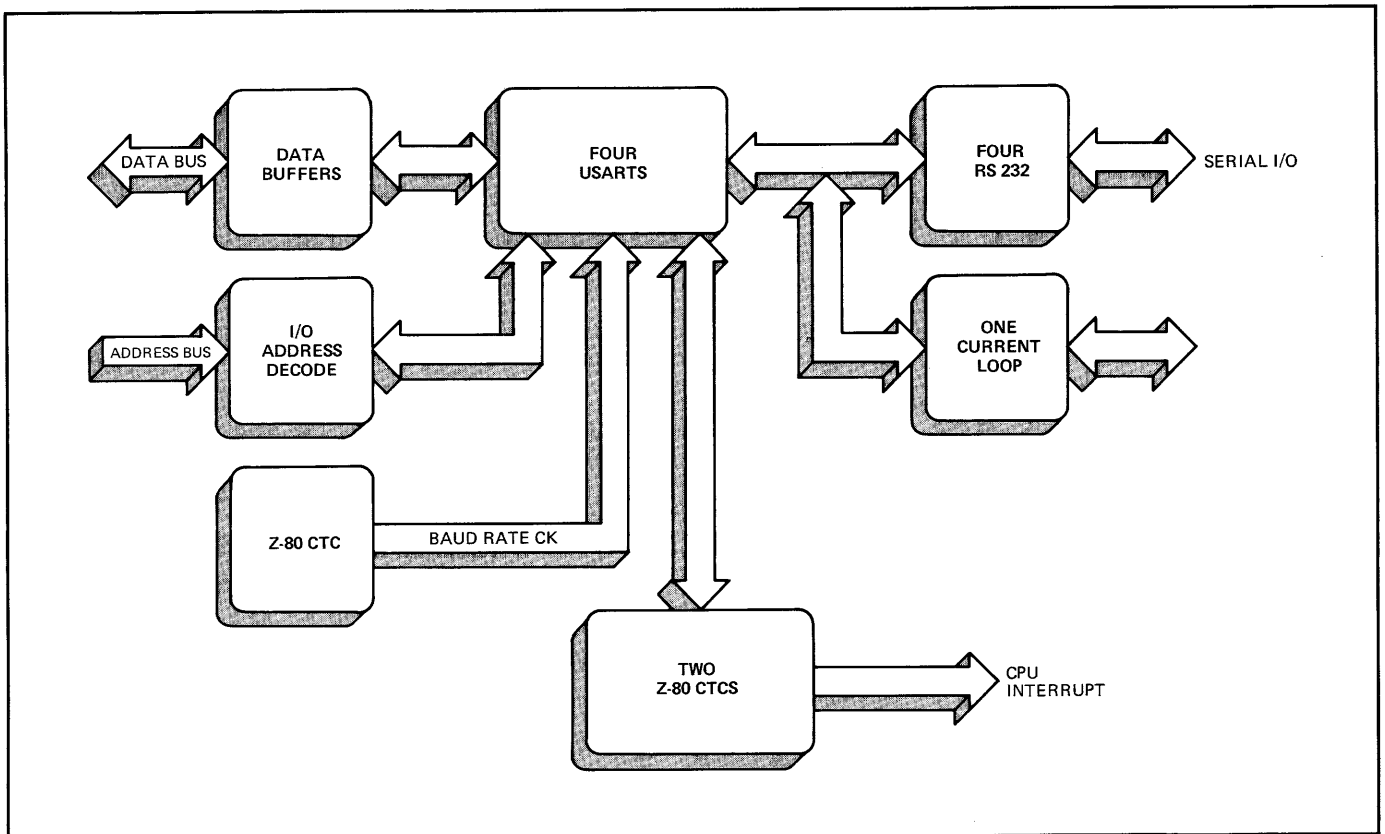 DATA BUS
DATA
BUFFERS
FOUR
USARTS
FOUR
RS 232
SERIAL I/O
ADDRESS BUS
I/O
ADDRESS
DECODE
ONE
CURRENT
LOOP
Z-80 CTC
BAUD RATE CK
TWO
Z-80 CTCS
CPU
INTERRUPT